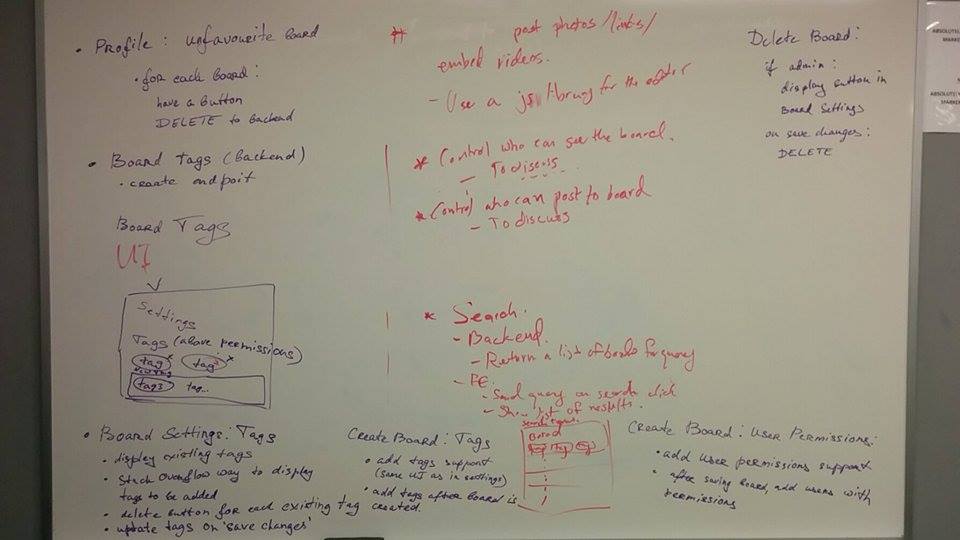 • Profile : unfavourite board
• for each board :
have a button
DELETE to backend
• Board tags (backend)
• create endpoit
Board Tags
UI
Settings
Tags (above permissions)
tag x tag x
new tag
tag3 tag...
• Board Settings: Tags
• display existing tags
• Stack overflow way to display
tags to be added
• delete button for each existing tag
• update tags on 'save changes'
post photos/links/
embed videos.
- Use a js library for the editor
* Control who can see the board.
- To discuss
* Control who can post to board
- To discuss
* Search.
- Backend.
- Return a list of boards for query
- FE.
- Send query on search click
- Show list of results.
Board
Create Board: Tags
• add tags support
(same UI as in settings)
• add tags after board is
created.
Delete Board:
if admin:
display button in
Board Settings
on save changes:
DELETE
Create Board: User Permissions:
• add user permissions support
• after saving board, add users with
permissions
ABSOLUTELY
MARKER